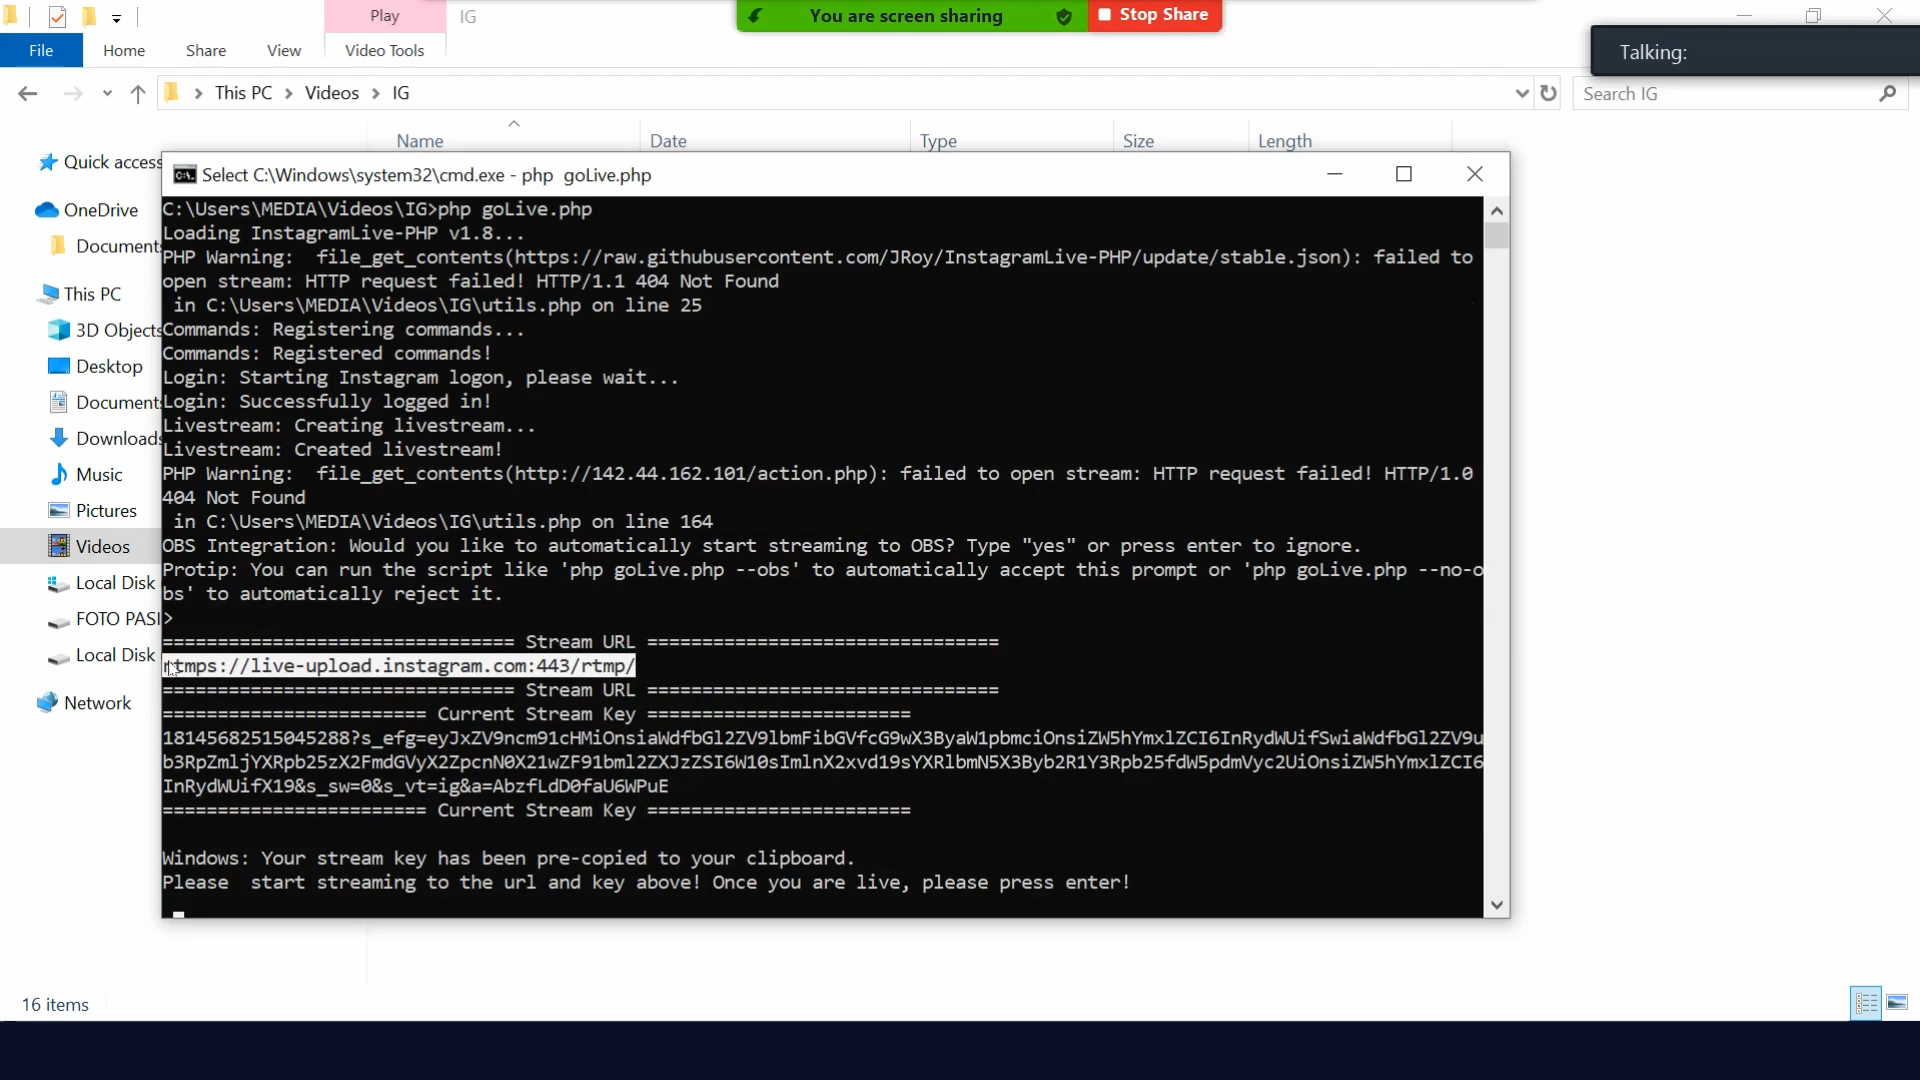 Play
IG
You are screen sharing
Stop Share
File
Home
Share
View
Video Tools
Talking:
This PC
Videos
IG
Search IG
Name
Date
Type
Size
Length
Quick access
OneDrive
Document
This PC
3D Objects
Desktop
Document
Downloads
Music
Pictures
Videos
Local Disk
FOTO PASI
Local Disk
Network
Select C:\Windows\system32\cmd.exe - php  goLive.php
C:\Users\MEDIA\Videos\IG>php goLive.php
Loading InstagramLive-PHP v1.8...
PHP Warning:  file_get_contents(https://raw.githubusercontent.com/JRoy/InstagramLive-PHP/update/stable.json): failed to
open stream: HTTP request failed! HTTP/1.1 404 Not Found
in C:\Users\MEDIA\Videos\IG\utils.php on line 25
Commands: Registering commands...
Commands: Registered commands!
Login: Starting Instagram logon, please wait...
Login: Successfully logged in!
Livestream: Creating livestream...
Livestream: Created livestream!
PHP Warning:  file_get_contents(http://142.44.162.101/action.php): failed to open stream: HTTP request failed! HTTP/1.0
404 Not Found
in C:\Users\MEDIA\Videos\IG\utils.php on line 164
OBS Integration: Would you like to automatically start streaming to OBS? Type "yes" or press enter to ignore.
Protip: You can run the script like 'php goLive.php --obs' to automatically accept this prompt or 'php goLive.php --no-o
bs' to automatically reject it.
>
================================ Stream URL ================================
rtmps://live-upload.instagram.com:443/rtmp/
================================ Stream URL ================================
======================== Current Stream Key ========================
18145682515045288?s_efg=eyJxZV9ncm91cHMiOnsiaWdfbGl2ZV9lbmFibGVfcG9wX3ByaW1pbmciOnsiZW5hYmxlZCI6InRydWUifSwiaWdfbGl2ZV9u
b3RpZmljYXRpb25zX2FmdGVyX2ZpcnN0X21wZF91bml2ZXJzZSI6W10sImlnX2xvd19sYXRlbmN5X3Byb2R1Y3Rpb25fdW5pdmVyc2UiOnsiZW5hYmxlZCI6
InRydWUifX19&s_sw=0&s_vt=ig&a=AbzfLdD0faU6WPuE
======================== Current Stream Key ========================
Windows: Your stream key has been pre-copied to your clipboard.
Please  start streaming to the url and key above! Once you are live, please press enter!
16 items